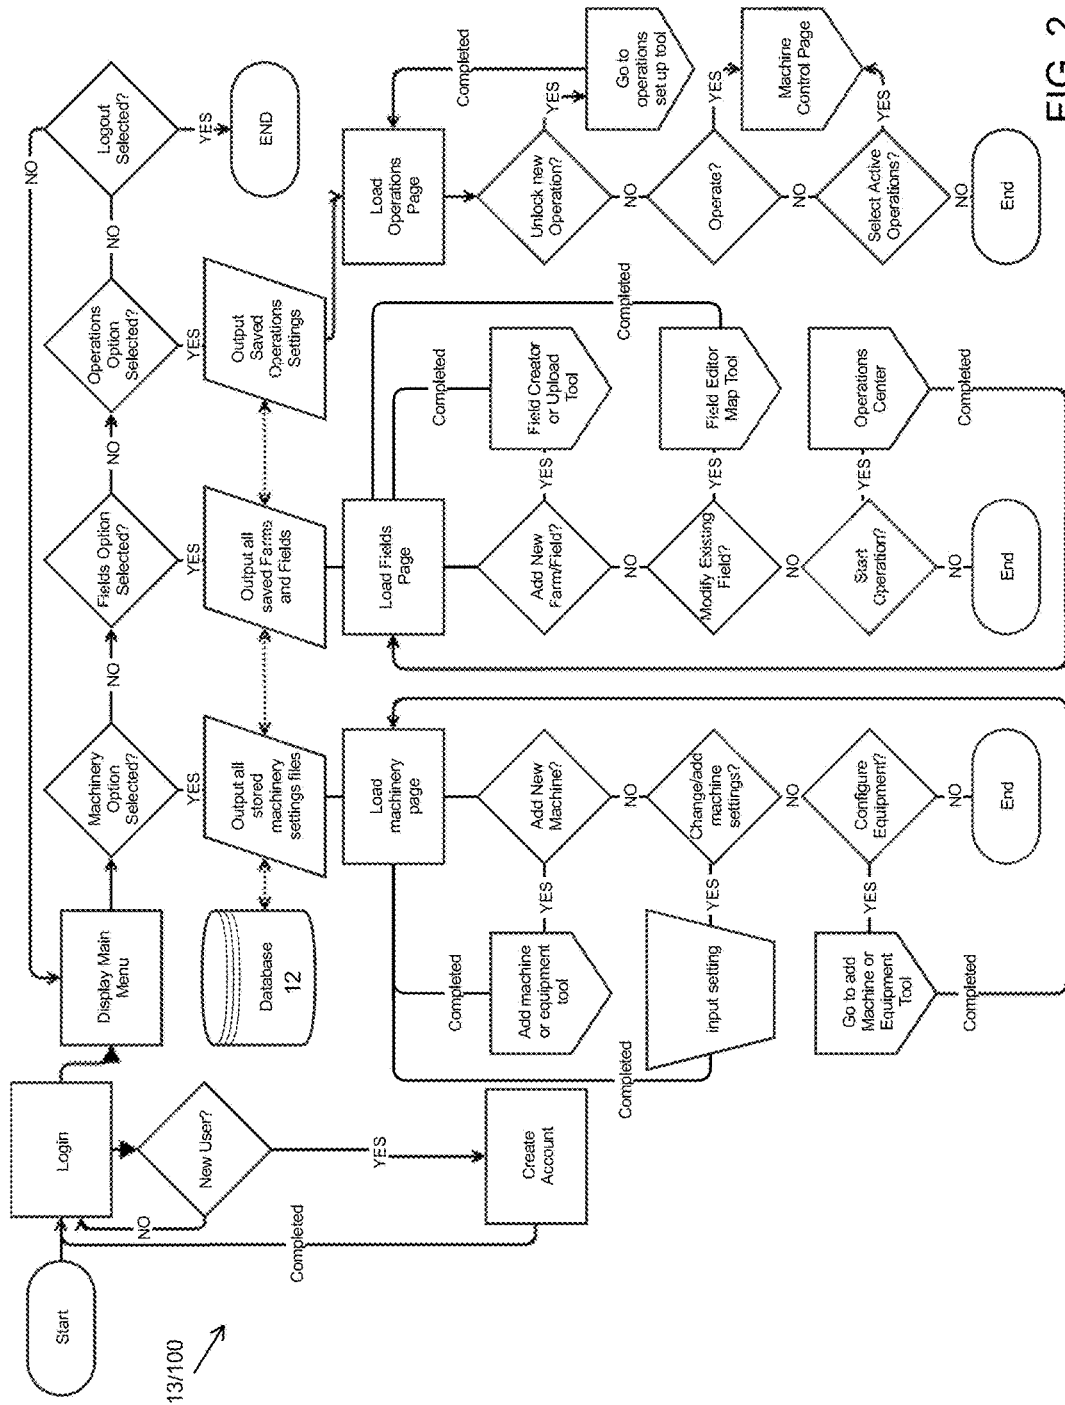 Start
Login
New User?
NO
YES
Completed
Create
Account
13/100
Display Main
Menu
Machinery
Option
Selected?
NO
Fields Option
Selected?
NO
Operations
Option
Selected?
NO
Logout
Selected?
NO
YES
END
YES
YES
YES
Database
12
Output all
stored
machinery
settings files
Output all
saved Farms
and Fields
Output
Saved
Operations
Settings
Load
machinery
page
Add New
Machine?
YES
Add machine
or equipment
tool
Completed
NO
Change/add
machine
settings?
YES
input setting
Completed
NO
Configure
Equipment?
YES
Go to add
Machine or
Equipment
Tool
Completed
NO
End
Load Fields
Page
Add New
Farm/Field?
YES
Field Creator
or Upload
Tool
Completed
NO
Modify Existing
Field?
YES
Field Editor
Map Tool
Completed
NO
Start
Operation?
YES
Operations
Center
Completed
NO
End
Load
Operations
Page
Unlock new
Operation?
YES
Go to
operations
set up tool
Completed
NO
Operate?
YES
Machine
Control Page
NO
Select Active
Operations?
YES
NO
End
FIG. 2